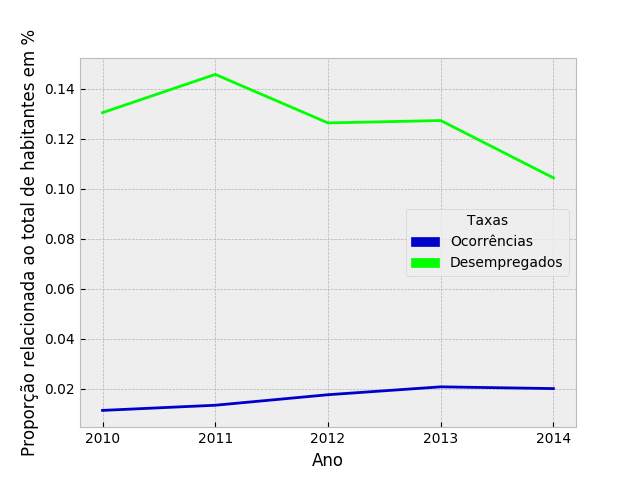 Proporção relacionada ao total de habitantes em %
0.14
0.12
0.10
0.08
0.06
0.04
0.02
Taxas
Ocorrências
Desempregados
2010 2011 2012 2013 2014
Ano